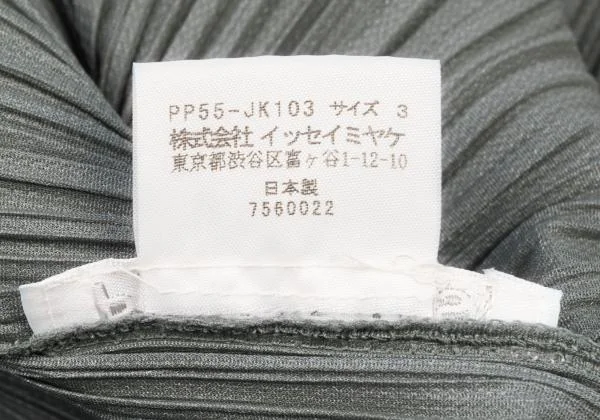 PP55-JK103 サイズ 3
株式会社 イッセイミヤケ
東京都渋谷区富ヶ谷1-12-10
日本製
7560022